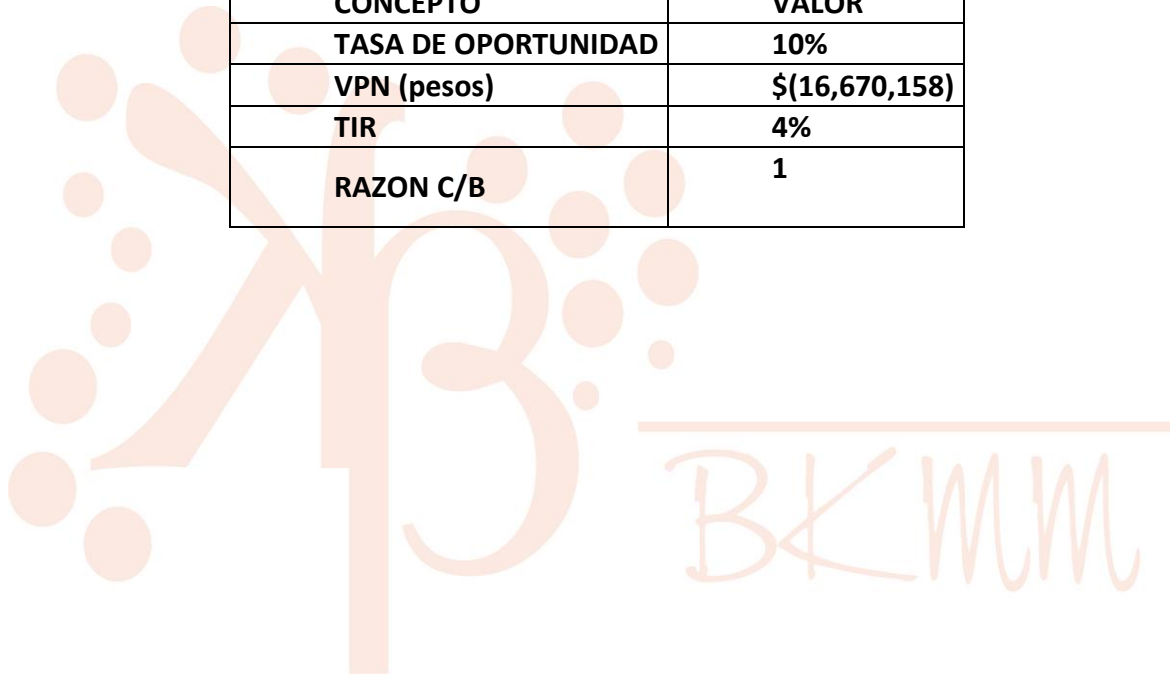 CONCEPTO VALOR
TASA DE OPORTUNIDAD 10%
VPN (pesos) $(16,670,158)
TIR 4%
RAZON C/B 1
BKMM